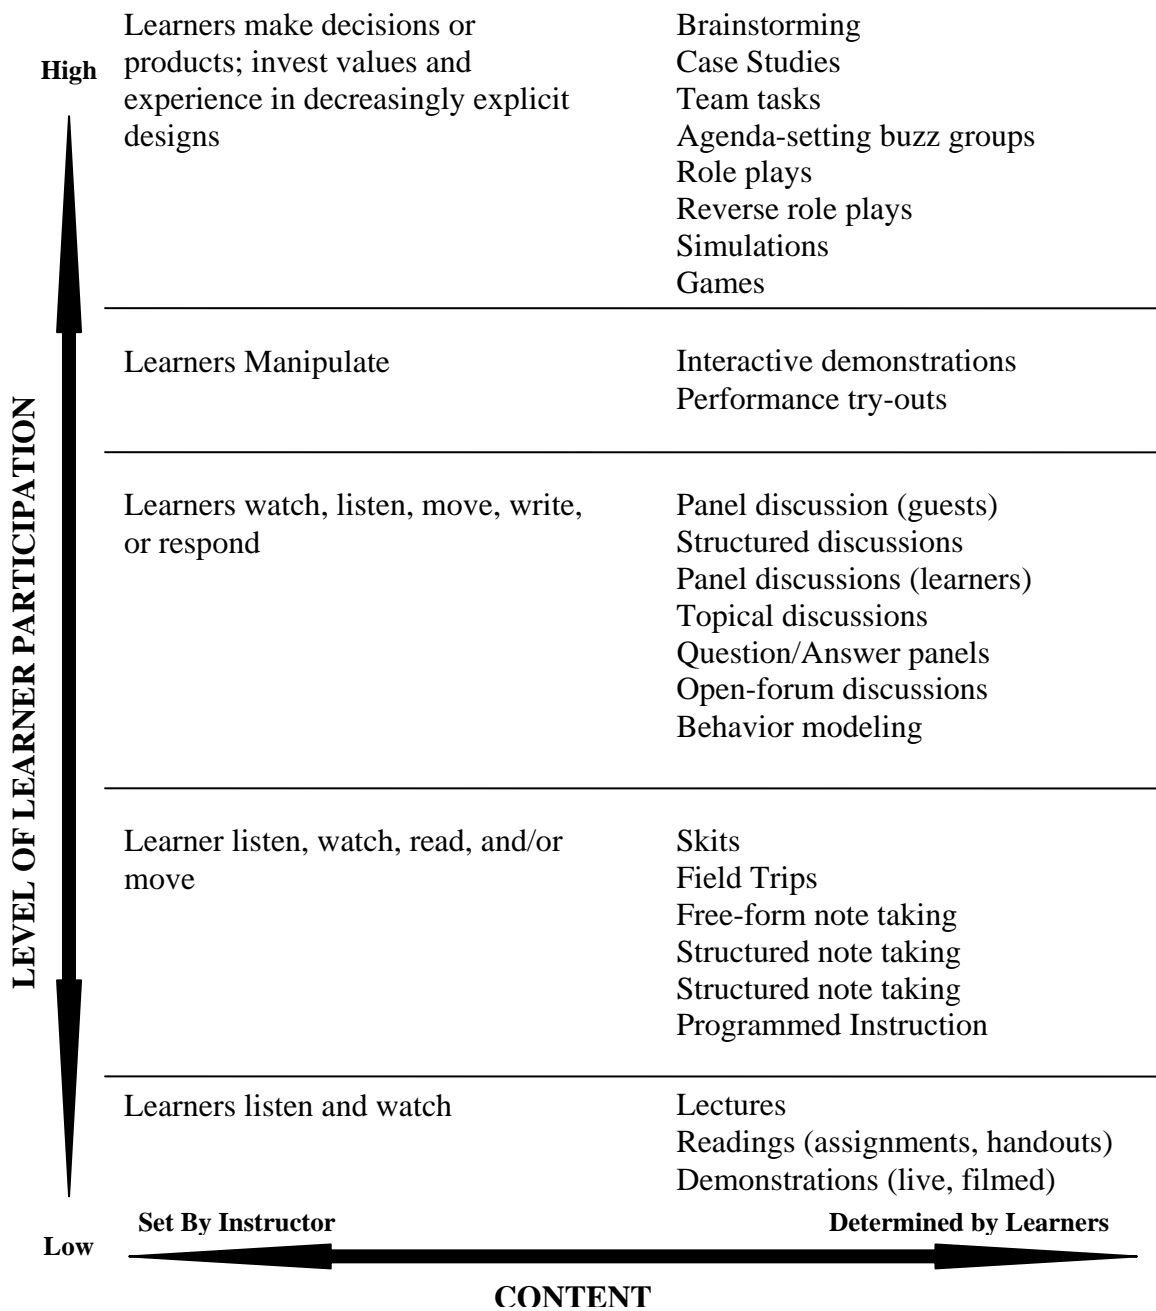 High
Learners make decisions or
products; invest values and
experience in decreasingly explicit
designs
Brainstorming
Case Studies
Team tasks
Agenda-setting buzz groups
Role plays
Reverse role plays
Simulations
Games
Learners Manipulate
Interactive demonstrations
Performance try-outs
LEVEL OF LEARNER PARTICIPATION
Learners watch, listen, move, write,
or respond
Panel discussion (guests)
Structured discussions
Panel discussions (learners)
Topical discussions
Question/Answer panels
Open-forum discussions
Behavior modeling
Learner listen, watch, read, and/or
move
Skits
Field Trips
Free-form note taking
Structured note taking
Structured note taking
Programmed Instruction
Learners listen and watch
Lectures
Readings (assignments, handouts)
Demonstrations (live, filmed)
Set By Instructor
Determined by Learners
Low
CONTENT